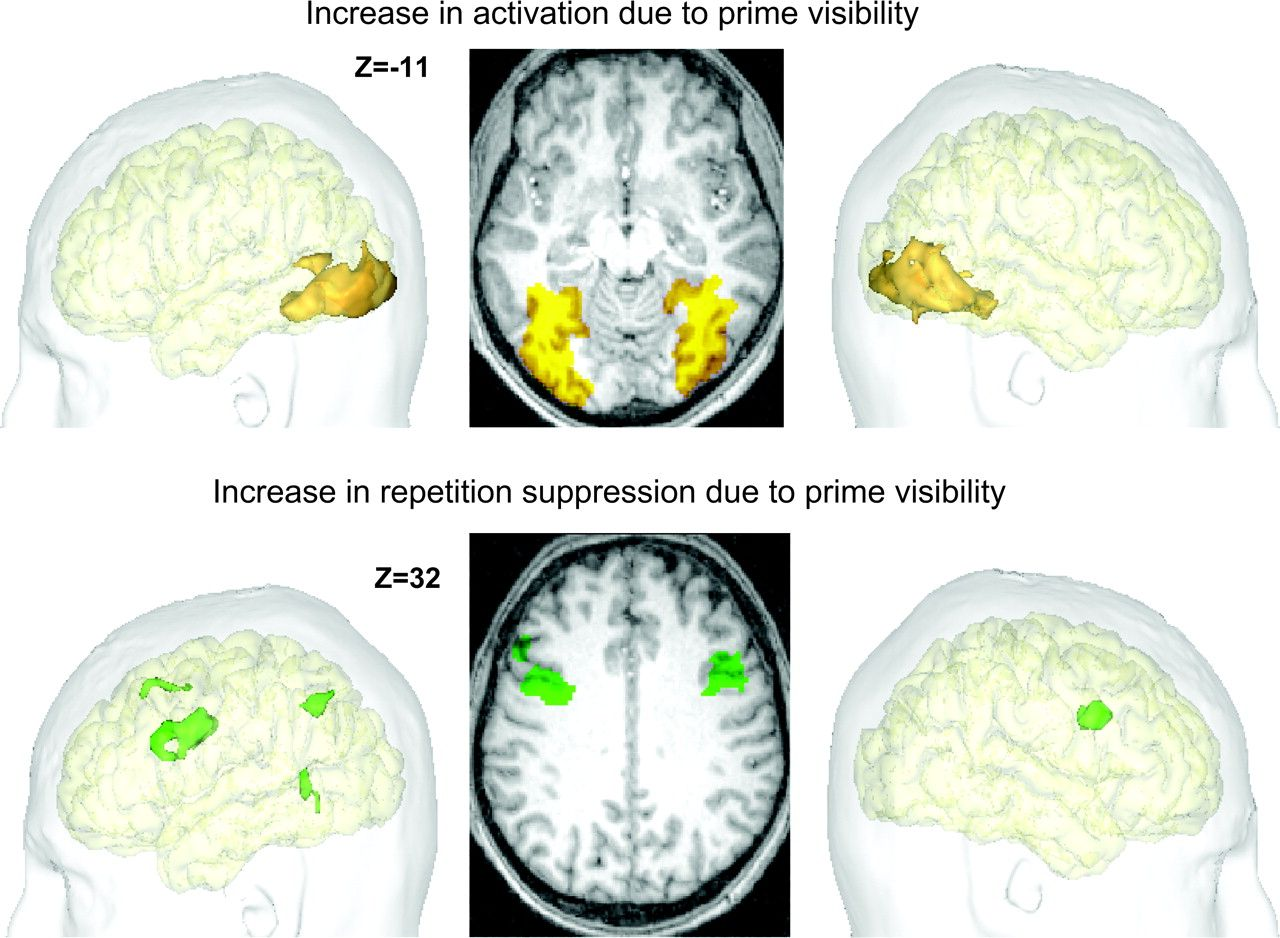 Increase in activation due to prime visibility
Z=-11
Increase in repetition suppression due to prime visibility
Z=32